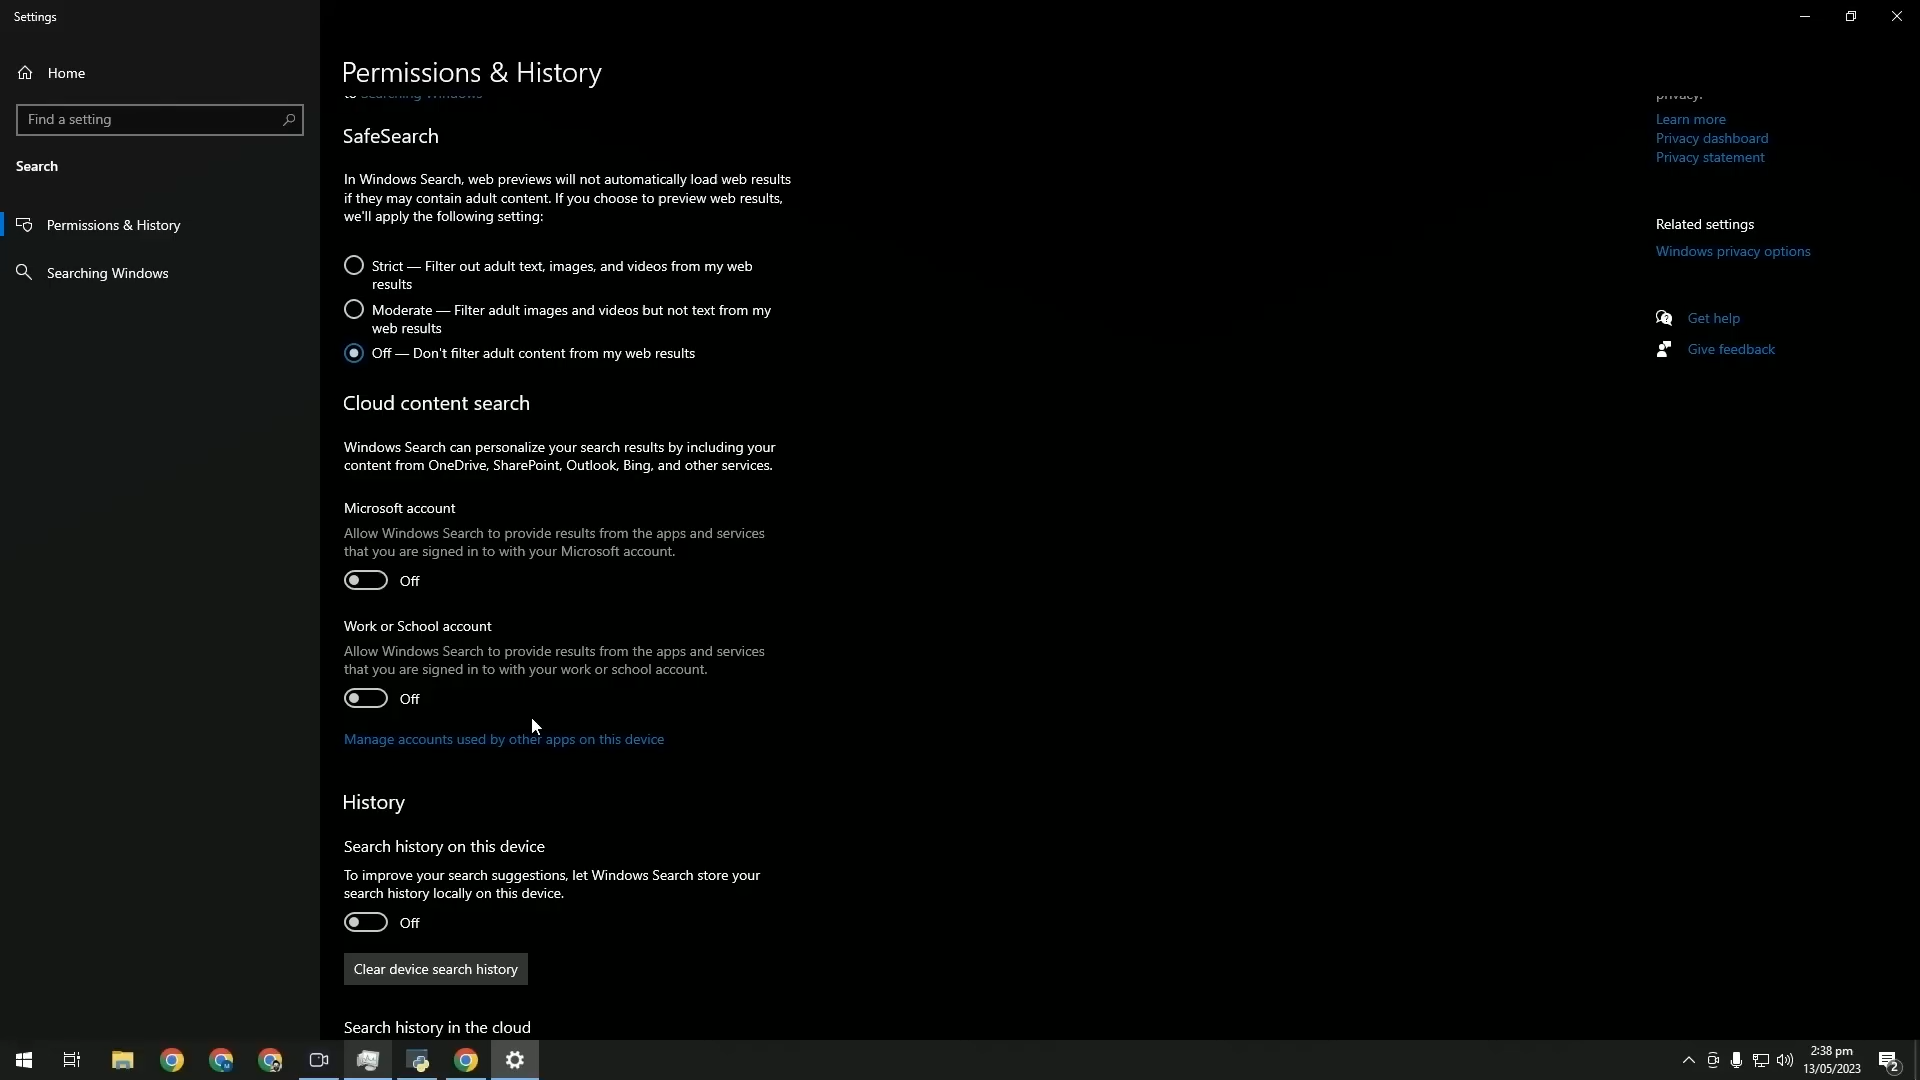 Settings
Home
Find a setting
Search
Permissions & History
Searching Windows
Permissions & History
to Searching Windows
SafeSearch
In Windows Search, web previews will not automatically load web results
if they may contain adult content. If you choose to preview web results,
we'll apply the following setting:
Strict — Filter out adult text, images, and videos from my web
results
Moderate — Filter adult images and videos but not text from my
web results
Off — Don't filter adult content from my web results
Cloud content search
Windows Search can personalize your search results by including your
content from OneDrive, SharePoint, Outlook, Bing, and other services.
Microsoft account
Allow Windows Search to provide results from the apps and services
that you are signed in to with your Microsoft account.
Off
Work or School account
Allow Windows Search to provide results from the apps and services
that you are signed in to with your work or school account.
Off
Manage accounts used by other apps on this device
History
Search history on this device
To improve your search suggestions, let Windows Search store your
search history locally on this device.
Off
Clear device search history
Search history in the cloud
privacy.
Learn more
Privacy dashboard
Privacy statement
Related settings
Windows privacy options
Get help
Give feedback
2:38 pm
13/05/2023
2